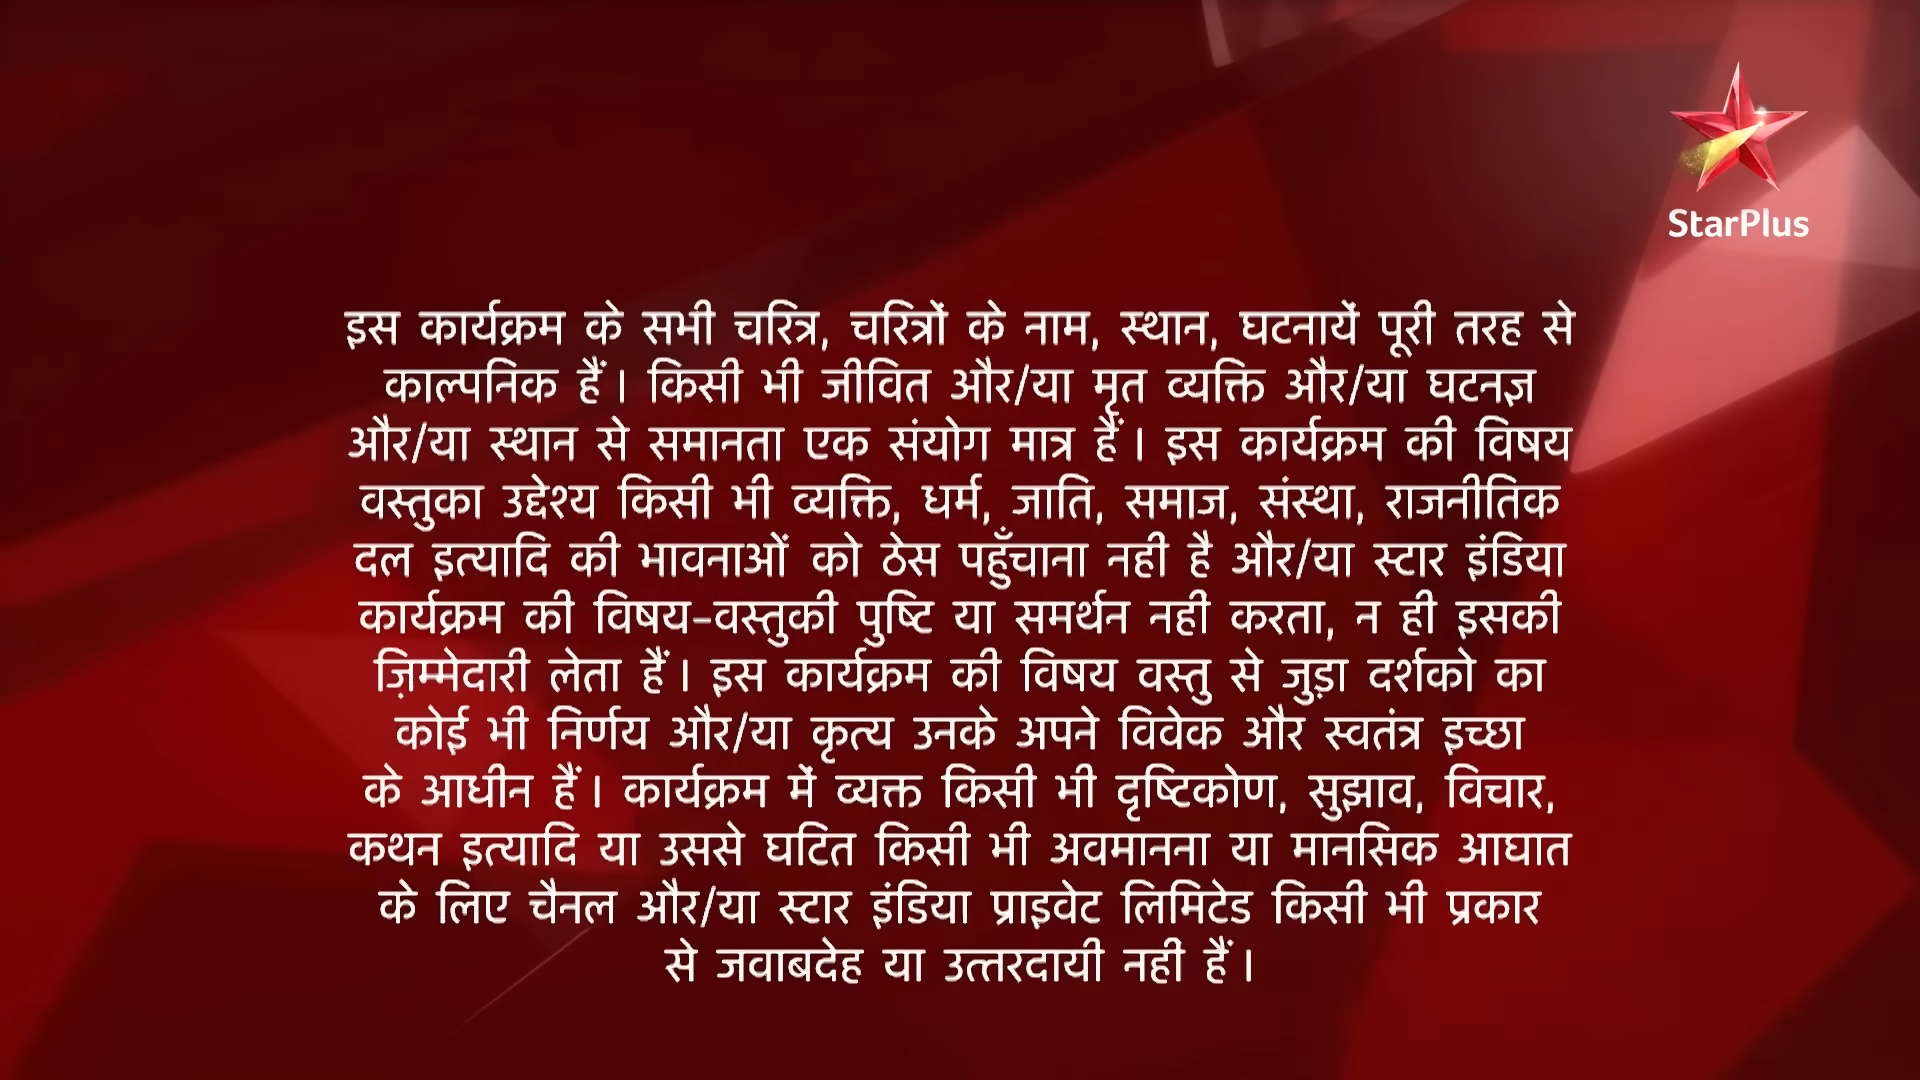 StarPlus
इस कार्यक्रम के सभी चरित्र, चरित्रों के नाम, स्थान, घटनायें पूरी तरह से
काल्पनिक हैं। किसी भी जीवित और/या मृत व्यक्ति और/या घटनज्ञ
और/या स्थान से समानता एक संयोग मात्र हैं। इस कार्यक्रम की विषय
वस्तुका उद्देश्य किसी भी व्यक्ति, धर्म, जाति, समाज, संस्था, राजनीतिक
दल इत्यादि की भावनाओं को ठेस पहुँचाना नही है और/या स्टार इंडिया
कार्यक्रम की विषय-वस्तुकी पुष्टि या समर्थन नही करता, न ही इसकी
ज़िम्मेदारी लेता हैं। इस कार्यक्रम की विषय वस्तु से जुड़ा दर्शको का
कोई भी निर्णय और/या कृत्य उनके अपने विवेक और स्वतंत्र इच्छा
के आधीन हैं। कार्यक्रम में व्यक्त किसी भी दृष्टिकोण, सुझाव, विचार,
कथन इत्यादि या उससे घटित किसी भी अवमानना या मानसिक आघात
के लिए चैनल और/या स्टार इंडिया प्राइवेट लिमिटेड किसी भी प्रकार
से जवाबदेह या उत्तरदायी नही हैं।